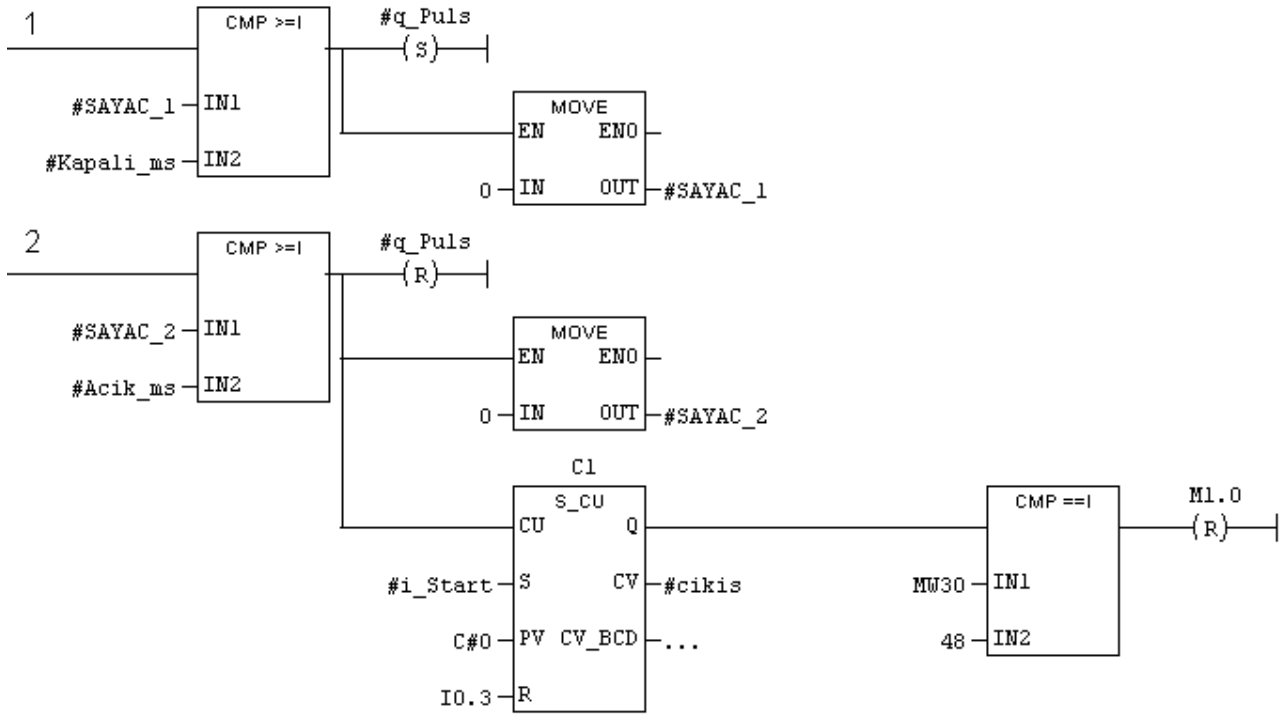 1
CMP >=I
#q_Puls
(S)
#SAYAC_1
IN1
#Kapali_ms
IN2
MOVE
EN ENO
0
IN OUT
#SAYAC_1
2
CMP >=I
#q_Puls
(R)
#SAYAC_2
IN1
#Acik_ms
IN2
MOVE
EN ENO
0
IN OUT
#SAYAC_2
C1
S_CU
CU Q
#i_Start
S CV
#cikis
C#0
PV CV_BCD
...
I0.3
R
CMP ==I
MW30
IN1
48
IN2
M1.0
(R)